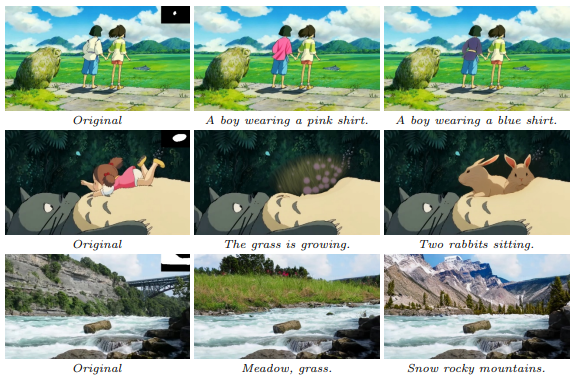 Original
A boy wearing a pink shirt.
A boy wearing a blue shirt.
Original
The grass is growing.
Two rabbits sitting.
Original
Meadow, grass.
Snow rocky mountains.